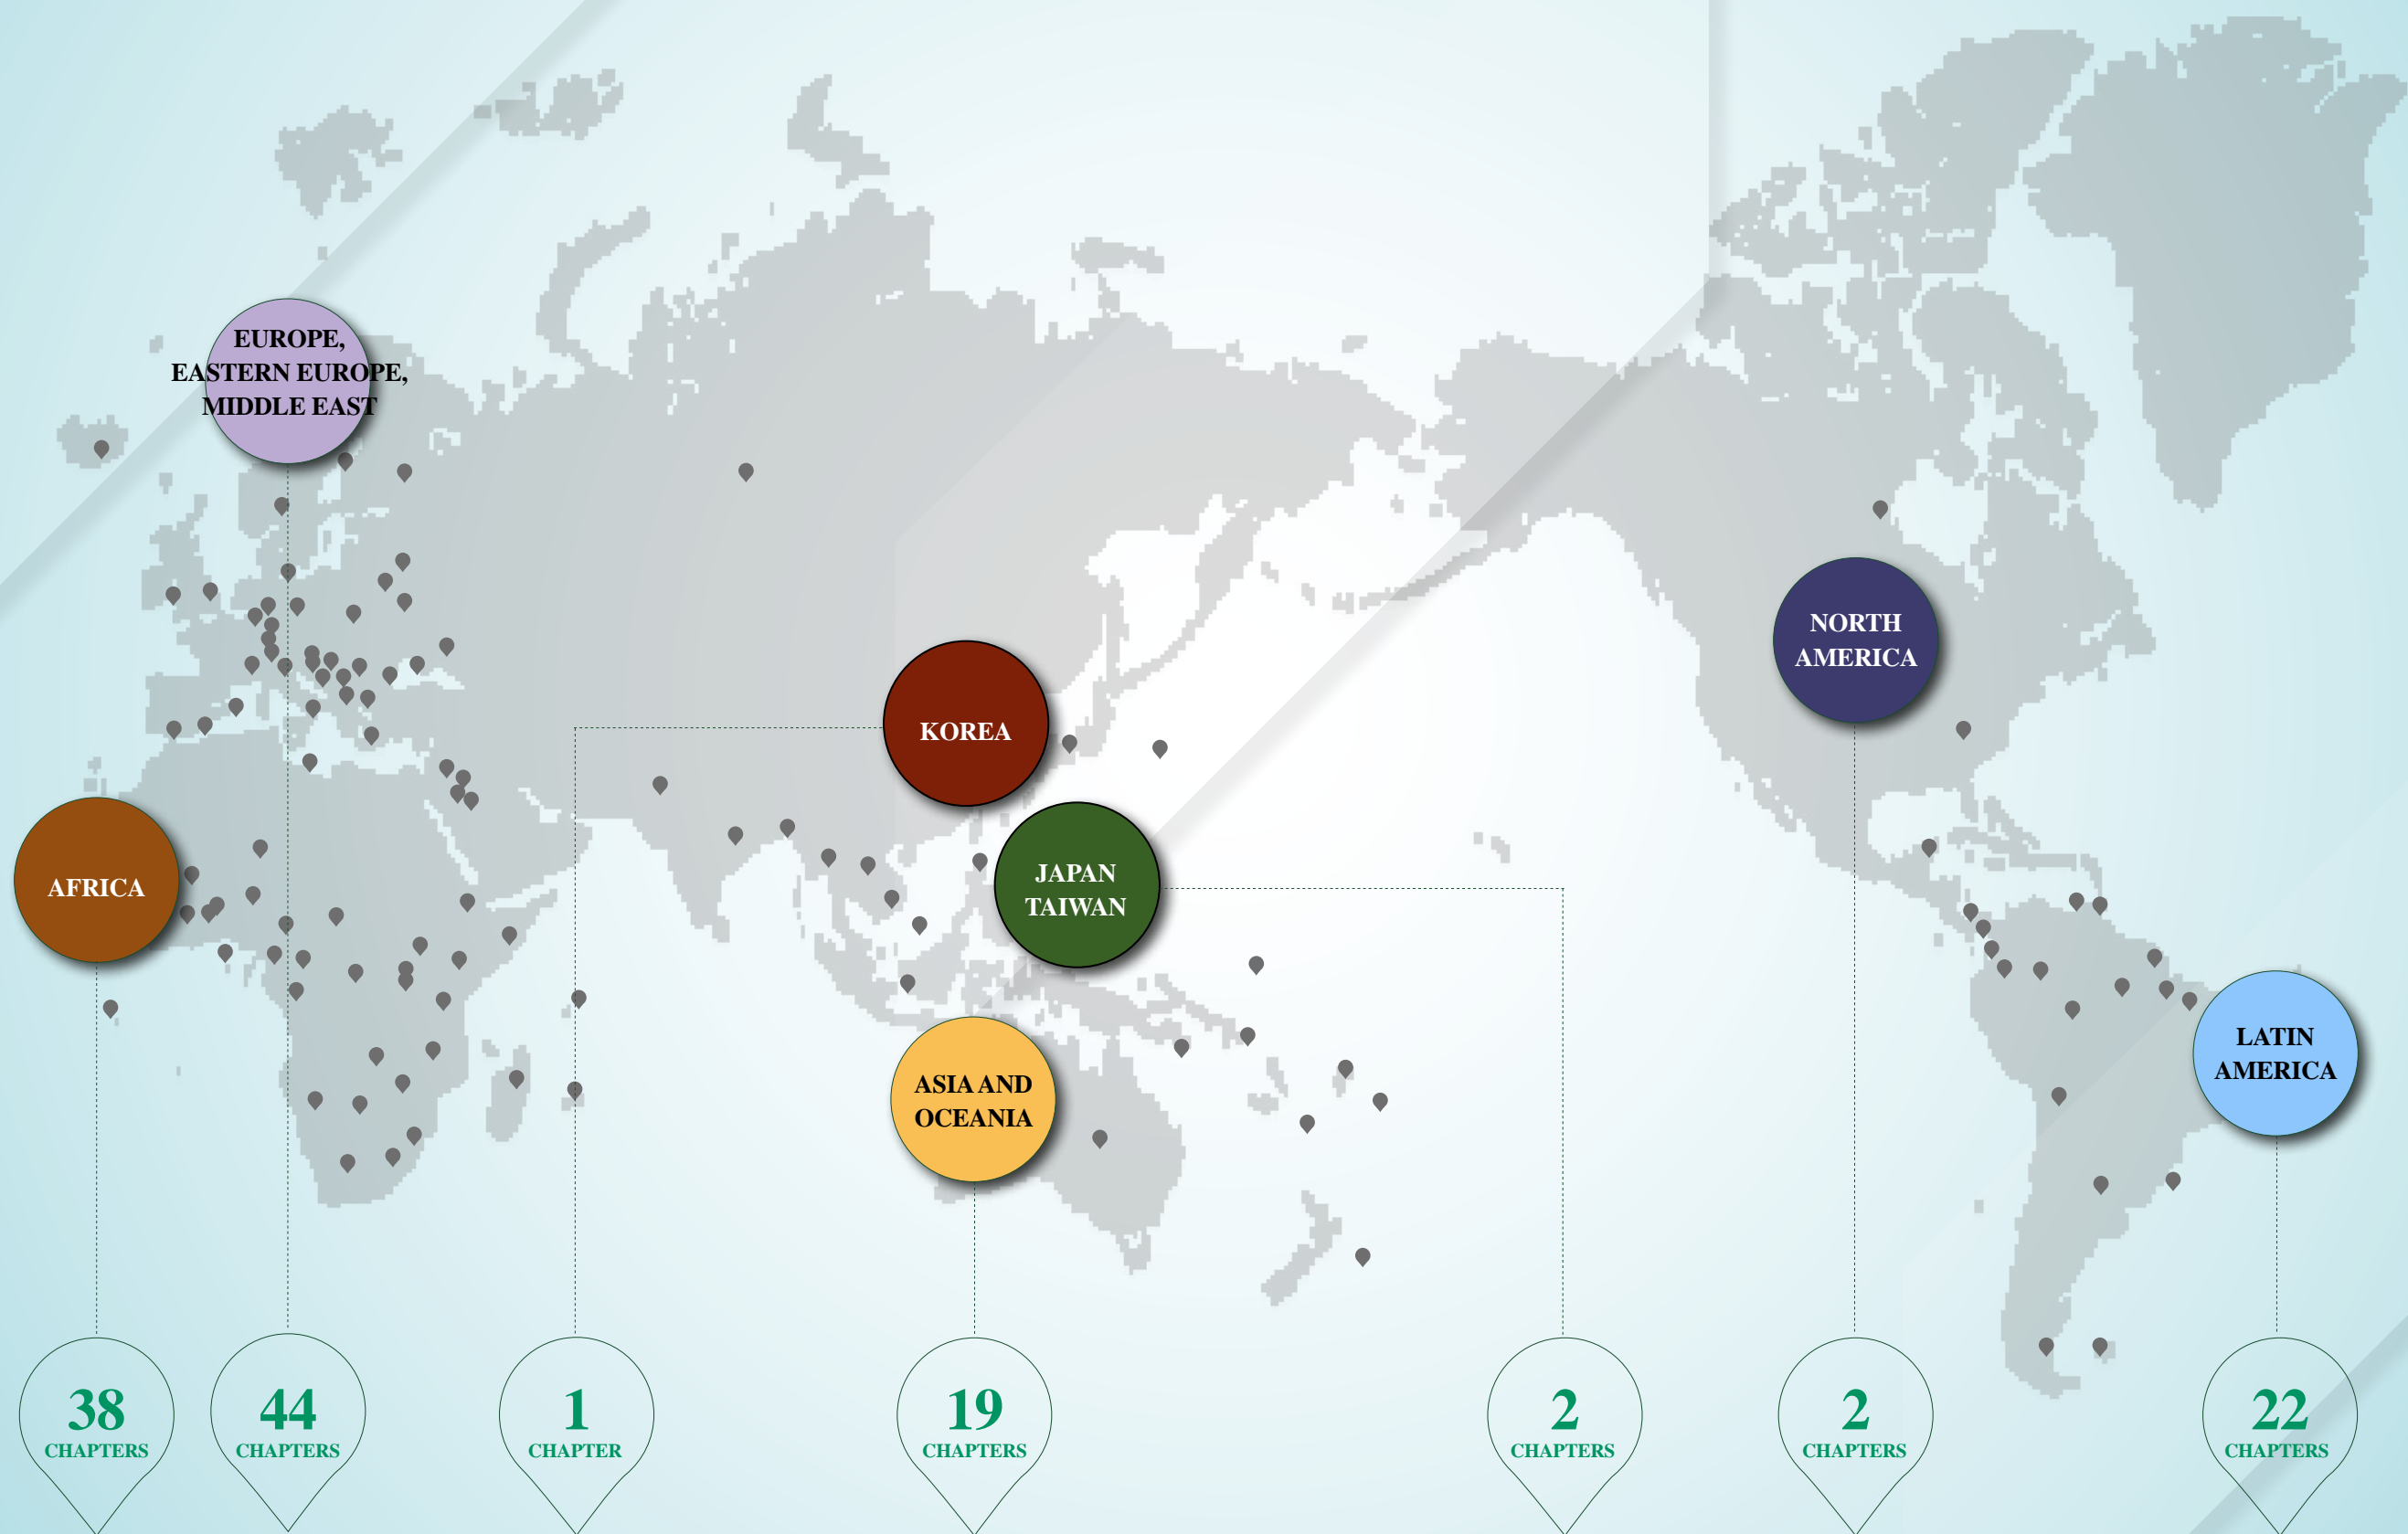 EUROPE,
EASTERN EUROPE,
MIDDLE EAST
NORTH
AMERICA
KOREA
AFRICA
JAPAN
TAIWAN
LATIN
AMERICA
ASIA AND
OCEANIA
38
CHAPTERS
44
CHAPTERS
1
CHAPTER
19
CHAPTERS
2
CHAPTERS
2
CHAPTERS
22
CHAPTERS